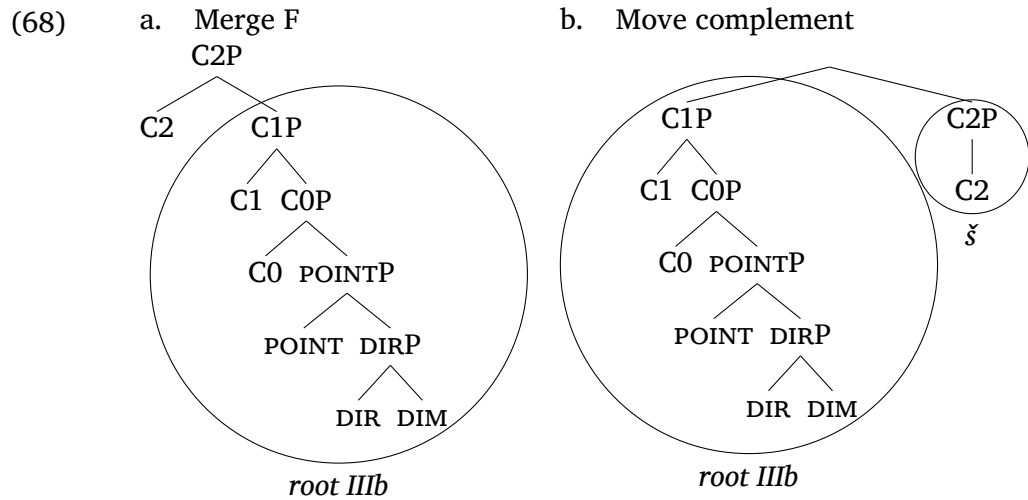 (68) a. Merge F b. Move complement
C2P
C2 C1P
C1 C0P
C0 POINTP
POINT DIRP
DIR DIM
root IIIb
C1P C2P
C1 C0P C2
š
C0 POINTP
POINT DIRP
DIR DIM
root IIIb